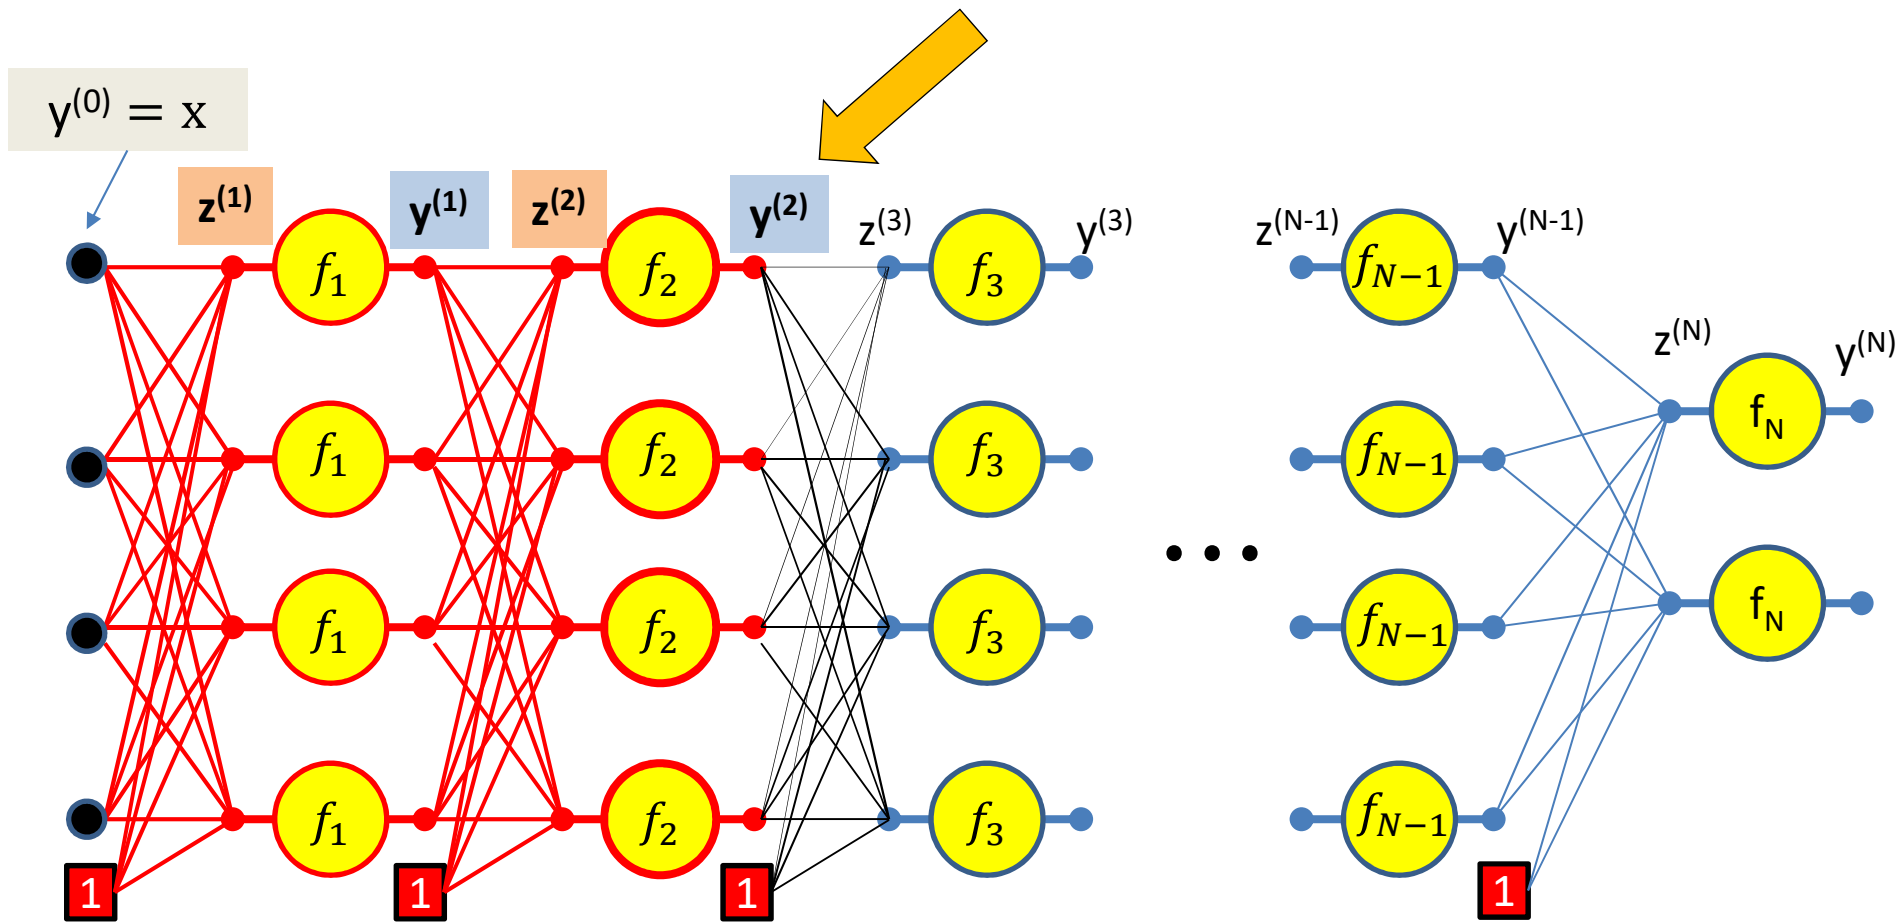 y(0) = x
z(1) y(1) z(2) y(2) z(3) y(3) z(N-1) y(N-1)
f1 f2 f3 fN−1
z(N) y(N)
fN
f1 f2 f3 fN−1
fN
f1 f2 f3 fN−1
...
f1 f2 f3 fN−1
1 1 1 1